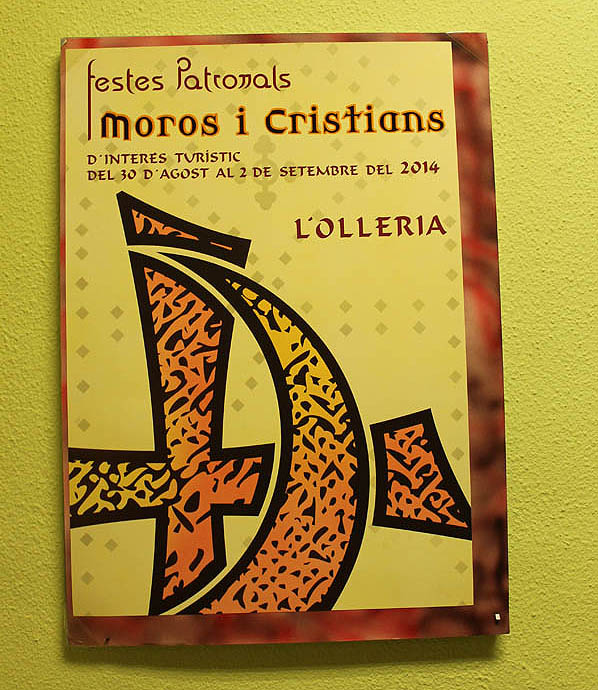 Festes Patronals
Moros i Cristians
D'INTERÉS TURÍSTIC
DEL 30 D'AGOST AL 2 DE SETEMBRE DEL 2014
L'OLLERIA